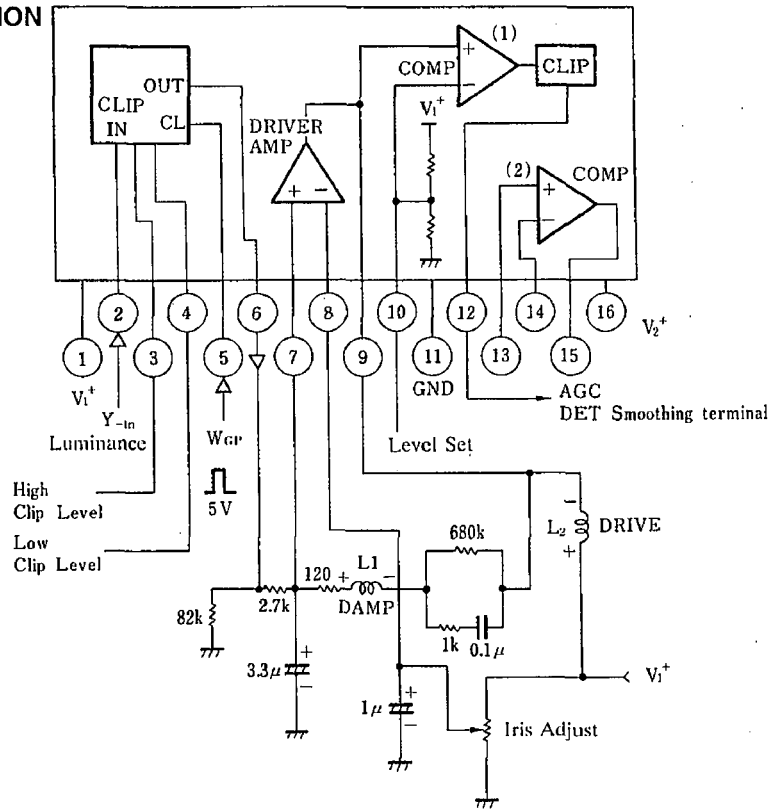 ION
(1)
COMP
CLIP
OUT
CLIP
IN
CL
DRIVER
AMP
V1+
(2)
COMP
+
−
+ −
+
−
1
2
3
4
5
6
7
8
9
10
11
12
13
14
15
16
V2+
V1+
Y-in
Luminance
WGP
5V
GND
AGC
DET Smoothing terminal
Level Set
High
Clip Level
Low
Clip Level
680k
−
L2
DRIVE
+
120
+
L1
−
DAMP
2.7k
82k
1k
0.1μ
3.3μ
+
−
1μ
+
−
V1+
Iris Adjust